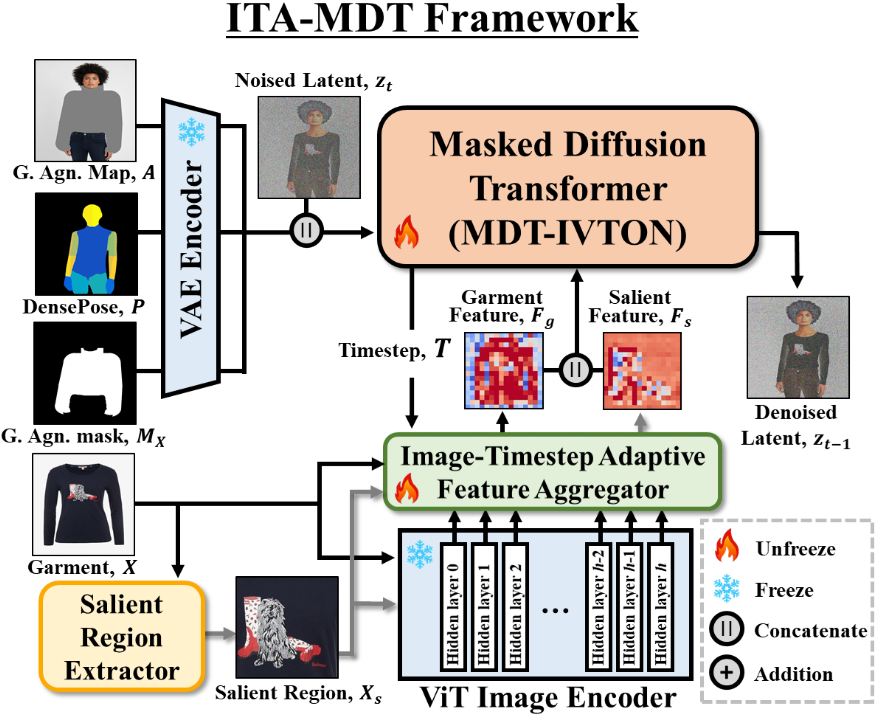 ITA-MDT Framework
Noised Latent, z_t
G. Agn. Map, A
VAE Encoder
Masked Diffusion
Transformer
(MDT-IVTON)
DensePose, P
Garment
Feature, F_g
Salient
Feature, F_s
Timestep, T
G. Agn. mask, M_X
Denoised
Latent, z_{t-1}
Image-Timestep Adaptive
Feature Aggregator
Garment, X
Salient
Region
Extractor
Salient Region, X_s
Hidden layer 0
Hidden layer 1
Hidden layer 2
...
Hidden layer h-2
Hidden layer h-1
Hidden layer h
ViT Image Encoder
Unfreeze
Freeze
Concatenate
Addition